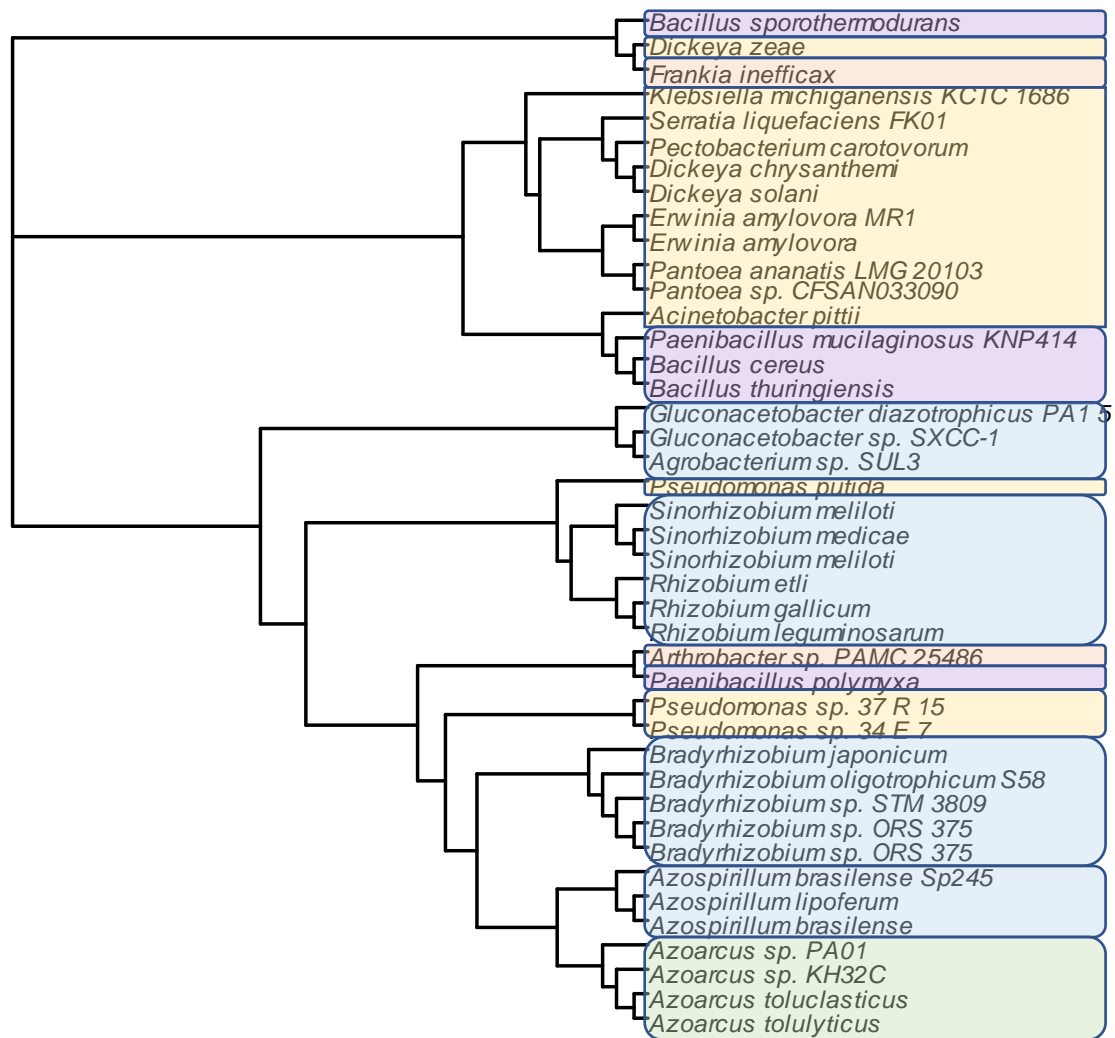 Bacillus sporothermodurans
Dickeya zeae
Frankia inefficax
Klebsiella michiganensis KCTC 1686
Serratia liquefaciens FK01
Pectobacterium carotovorum
Dickeya chrysanthemi
Dickeya solani
Erwinia amylovora MR1
Erwinia amylovora
Pantoea ananatis LMG 20103
Pantoea sp. CFSAN033090
Acinetobacter pittii
Paenibacillus mucilaginosus KNP414
Bacillus cereus
Bacillus thuringiensis
Gluconacetobacter diazotrophicus PA1 5
Gluconacetobacter sp. SXCC-1
Agrobacterium sp. SUL3
Pseudomonas putida
Sinorhizobium meliloti
Sinorhizobium medicae
Sinorhizobium meliloti
Rhizobium etli
Rhizobium gallicum
Rhizobium leguminosarum
Arthrobacter sp. PAMC 25486
Paenibacillus polymyxa
Pseudomonas sp. 37 R 15
Pseudomonas sp. 34 E 7
Bradyrhizobium japonicum
Bradyrhizobium oligotrophicum S58
Bradyrhizobium sp. STM 3809
Bradyrhizobium sp. ORS 375
Bradyrhizobium sp. ORS 375
Azospirillum brasilense Sp245
Azospirillum lipoferum
Azospirillum brasilense
Azoarcus sp. PA01
Azoarcus sp. KH32C
Azoarcus toluclasticus
Azoarcus tolulyticus